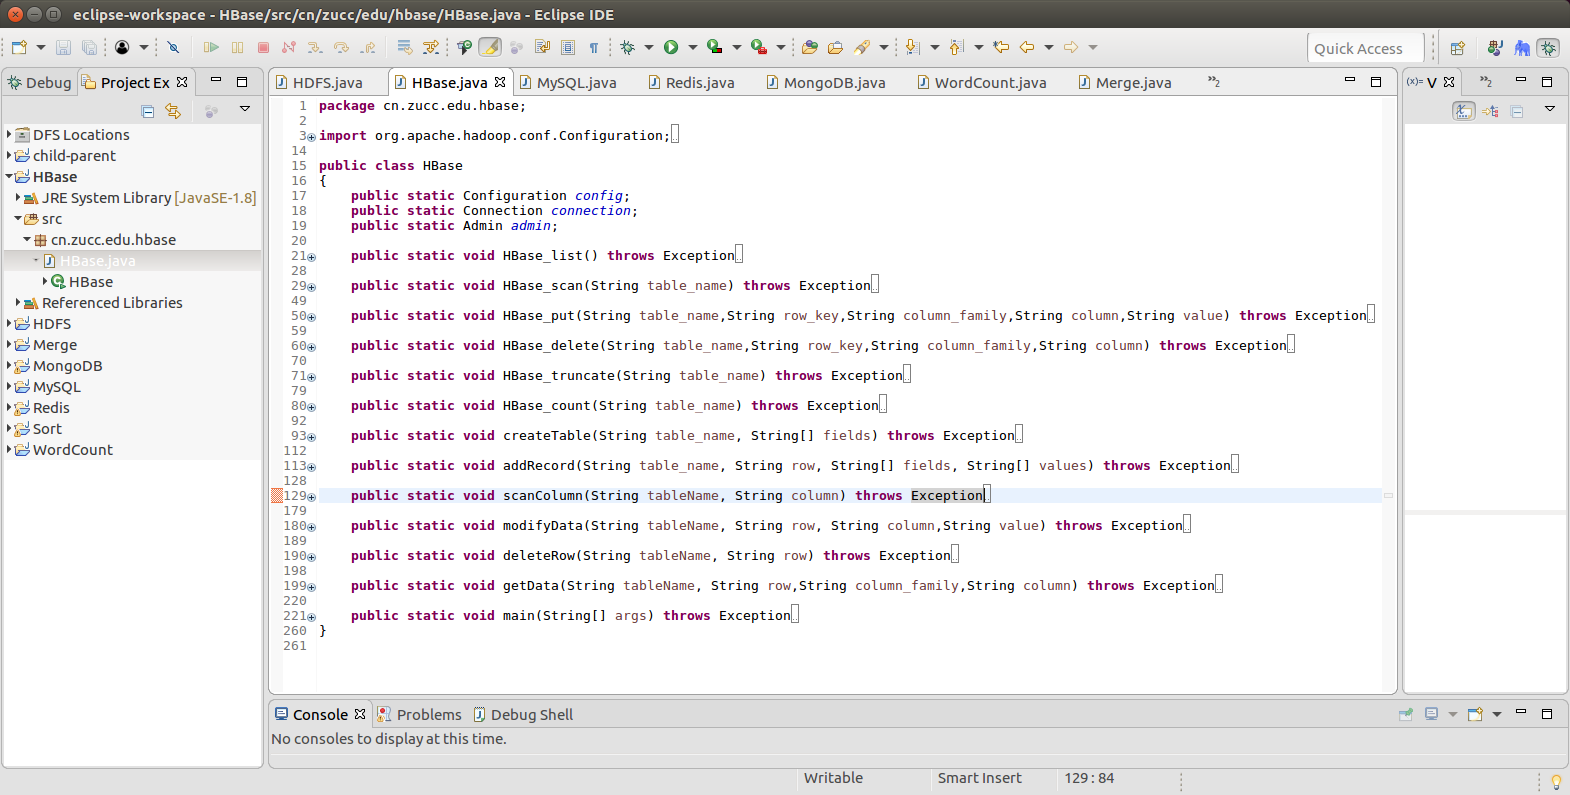 eclipse-workspace - HBase/src/cn/zucc/edu/hbase/HBase.java - Eclipse IDE
Quick Access
Debug
Project Ex
HDFS.java
HBase.java
MySQL.java
Redis.java
MongoDB.java
WordCount.java
Merge.java
»2
(x)= V
»2
DFS Locations
child-parent
HBase
JRE System Library [JavaSE-1.8]
src
cn.zucc.edu.hbase
HBase.java
HBase
Referenced Libraries
HDFS
Merge
MongoDB
MySQL
Redis
Sort
WordCount
1 package cn.zucc.edu.hbase;
2
3 import org.apache.hadoop.conf.Configuration;
14
15 public class HBase
16 {
17 public static Configuration config;
18 public static Connection connection;
19 public static Admin admin;
20
21 public static void HBase_list() throws Exception
28
29 public static void HBase_scan(String table_name) throws Exception
49
50 public static void HBase_put(String table_name,String row_key,String column_family,String column,String value) throws Exception
59
60 public static void HBase_delete(String table_name,String row_key,String column_family,String column) throws Exception
70
71 public static void HBase_truncate(String table_name) throws Exception
79
80 public static void HBase_count(String table_name) throws Exception
92
93 public static void createTable(String table_name, String[] fields) throws Exception
112
113 public static void addRecord(String table_name, String row, String[] fields, String[] values) throws Exception
128
129 public static void scanColumn(String tableName, String column) throws Exception
179
180 public static void modifyData(String tableName, String row, String column,String value) throws Exception
189
190 public static void deleteRow(String tableName, String row) throws Exception
198
199 public static void getData(String tableName, String row,String column_family,String column) throws Exception
220
221 public static void main(String[] args) throws Exception
260 }
261
Console
Problems
Debug Shell
No consoles to display at this time.
Writable
Smart Insert
129 : 84